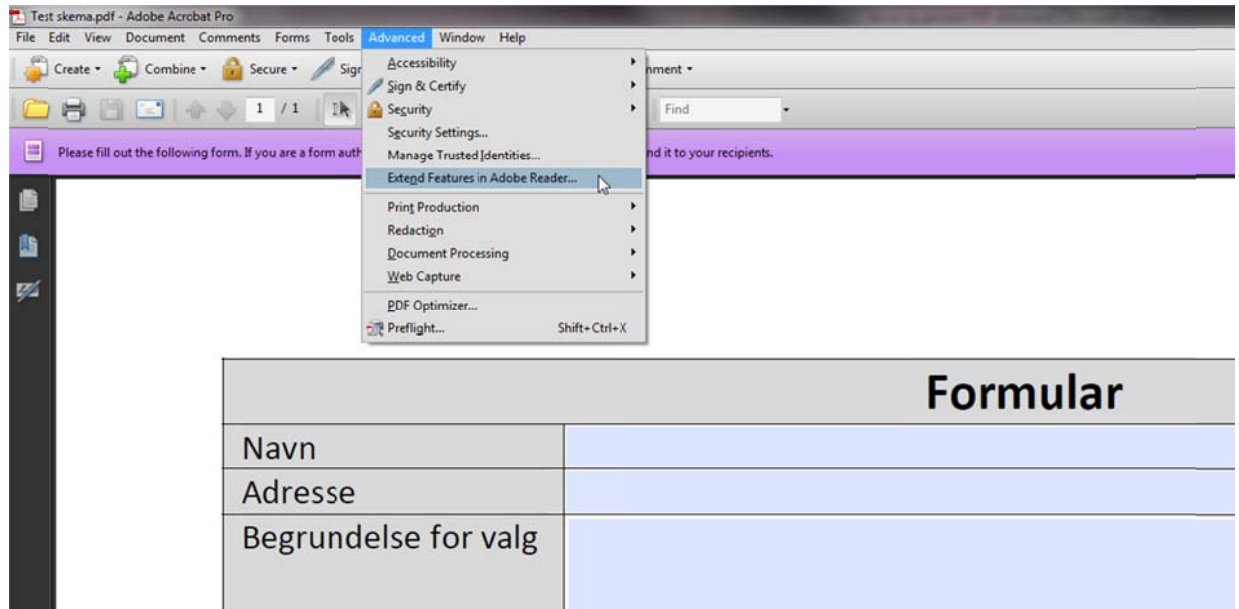 Test skema.pdf - Adobe Acrobat Pro
File Edit View Document Comments Forms Tools Advanced Window Help
Create Combine Secure Sign nment
1 / 1 Find
Please fill out the following form. If you are a form auth nd it to your recipients.
Accessibility
Sign & Certify
Security
Security Settings...
Manage Trusted Identities...
Extend Features in Adobe Reader...
Print Production
Redaction
Document Processing
Web Capture
PDF Optimizer...
Preflight... Shift+Ctrl+X
Formular
Navn
Adresse
Begrundelse for valg